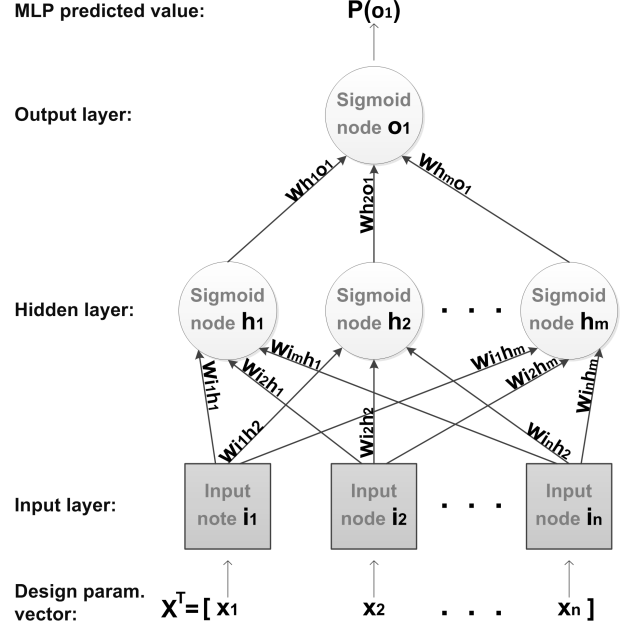 MLP predicted value: P(o1)
Output layer:
Sigmoid
node o1
Wh1o1
Wh2o1
Whmo1
Hidden layer:
Sigmoid
node h1
Sigmoid
node h2
. . .
Sigmoid
node hm
Wi1h1
Wi2h1
Wimh1
Wi1hm
Wi2hm
Winhm
Wi1h2
Wi2h2
Winh2
Input layer:
Input
note i1
Input
node i2
. . .
Input
node in
Design param.
vector: XT=[ x1 x2 . . . xn ]